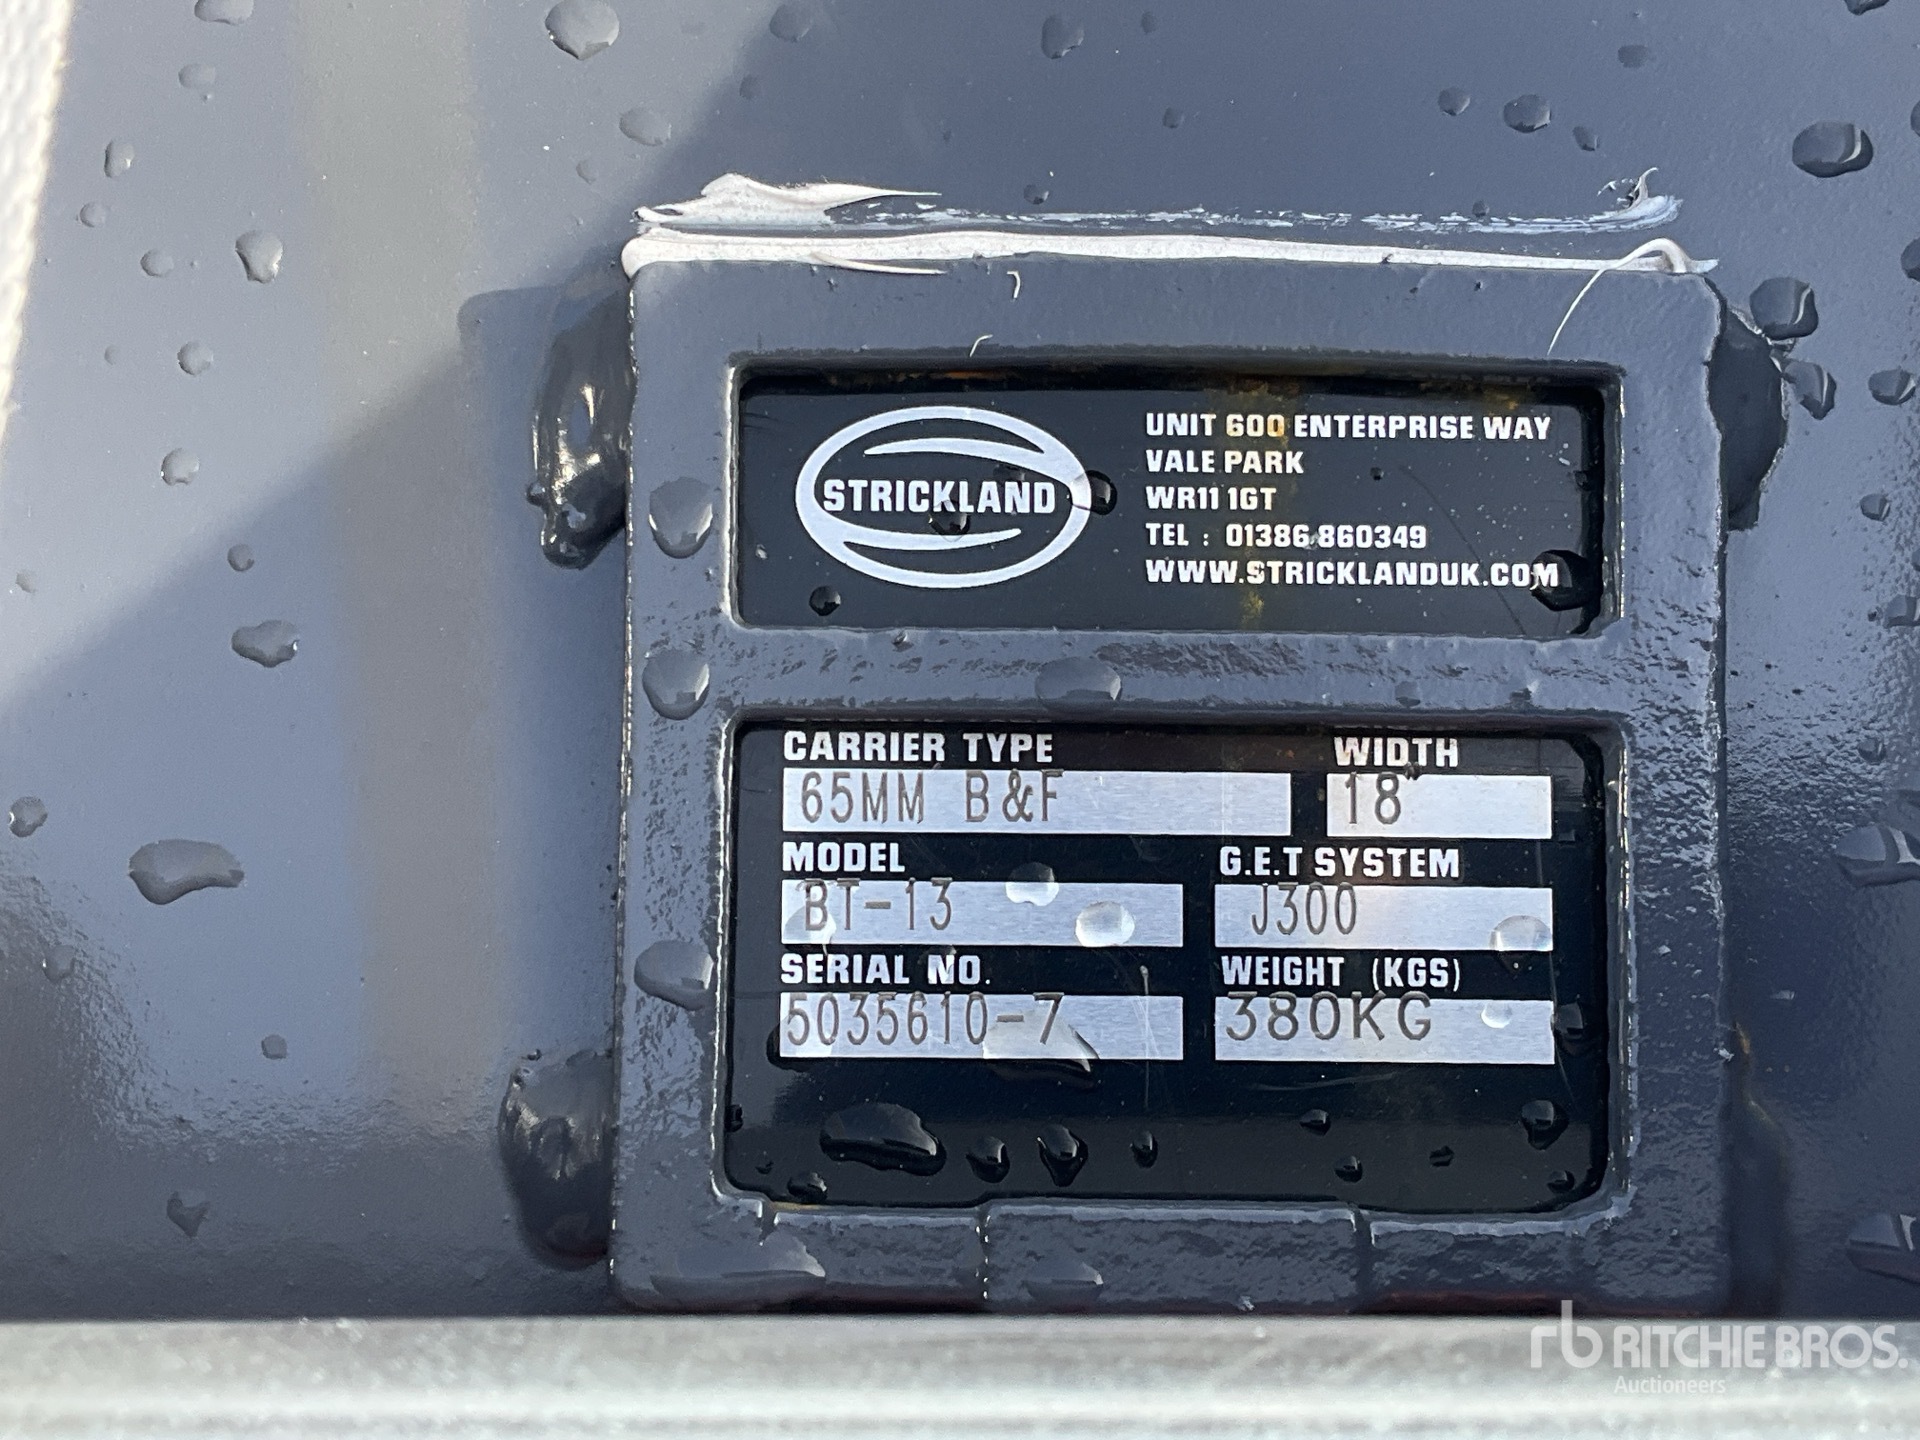 STRICKLAND
UNIT 600 ENTERPRISE WAY
VALE PARK
WR11 1GT
TEL : 01386 860349
WWW.STRICKLANDUK.COM
CARRIER TYPE
65MM B&F
WIDTH
18"
MODEL
BT-13
G.E.T SYSTEM
J300
SERIAL NO.
5035610-7
WEIGHT (KGS)
380KG
rb RITCHIE BROS.
Auctioneers